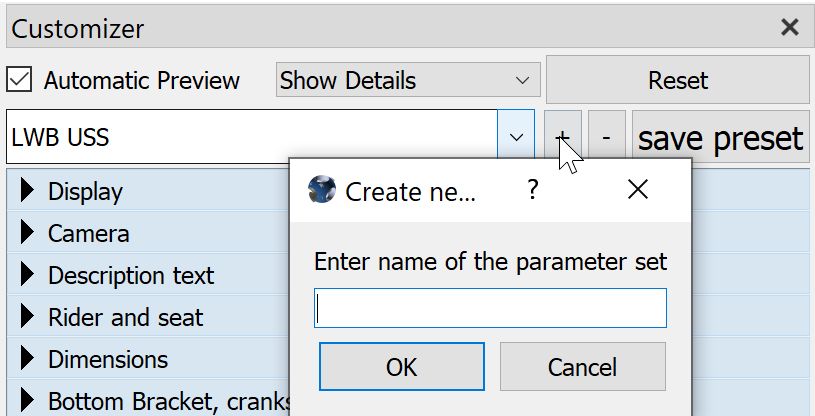 Customizer
Automatic Preview Show Details Reset
LWB USS + - save preset
Create ne... ?
Display
Camera
Enter name of the parameter set
Description text
Rider and seat
Dimensions
OK Cancel
Bottom Bracket, cranks